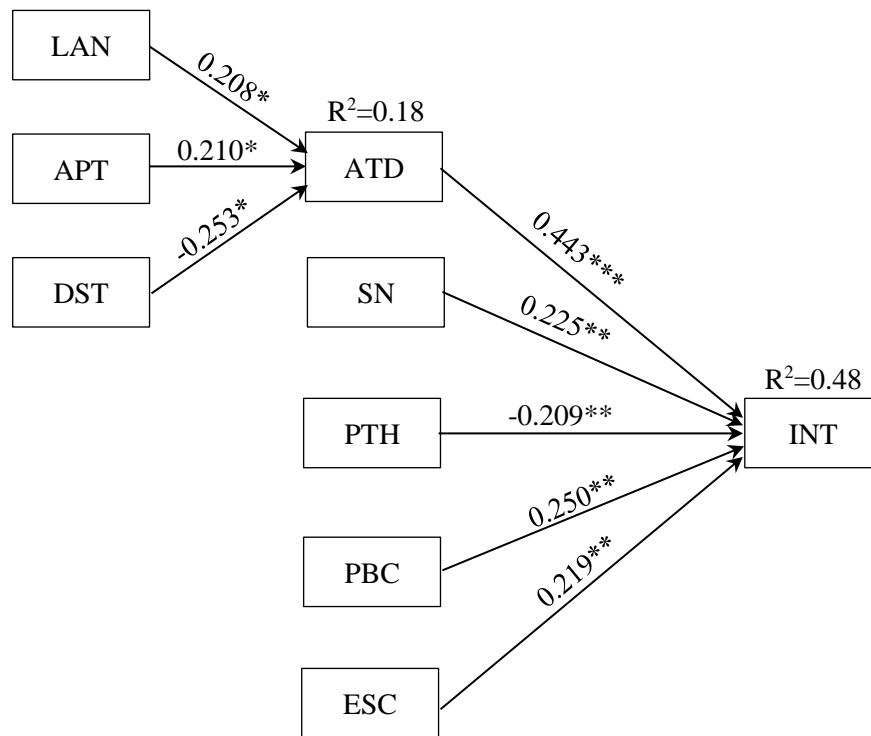 LAN
0.208*
R²=0.18
APT
0.210*
ATD
-0.253*
DST
0.443***
SN
0.225**
R²=0.48
PTH
-0.209**
INT
0.250**
PBC
0.219**
ESC